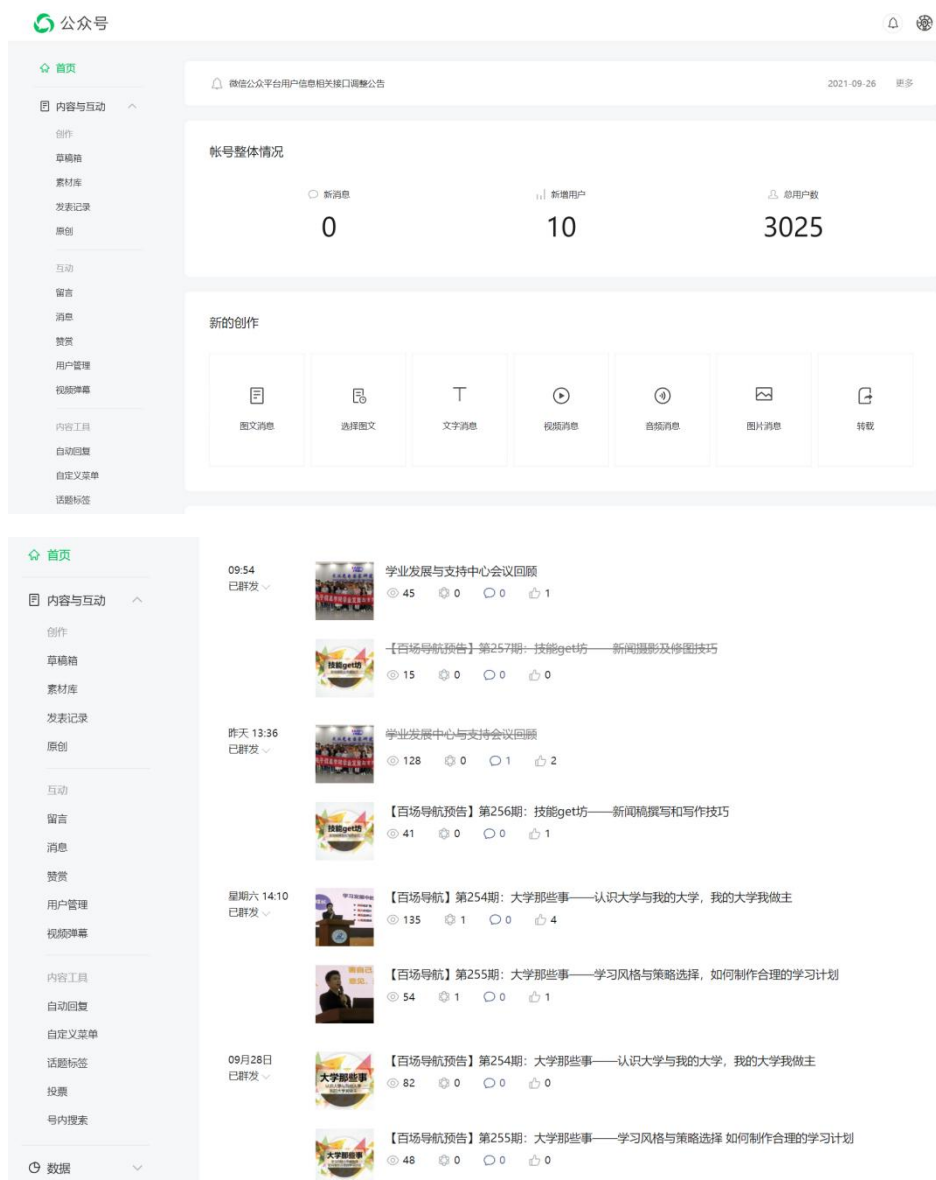 公众号
首页
微信公众平台用户信息相关接口调整公告 2021-09-26 更多
内容与互动
创作
草稿箱
素材库
发表记录
原创
互动
留言
消息
赞赏
用户管理
视频弹幕
内容工具
自动回复
自定义菜单
话题标签
帐号整体情况
新消息 新增用户 总用户数
0 10 3025
新的创作
图文消息 选择图文 文字消息 视频消息 音频消息 图片消息 转载
首页
内容与互动
创作
草稿箱
素材库
发表记录
原创
互动
留言
消息
赞赏
用户管理
视频弹幕
内容工具
自动回复
自定义菜单
话题标签
投票
号内搜索
数据
09:54
已群发
学业发展与支持中心会议回顾
45 0 0 1
技能get坊
【百场导航预告】第257期：技能get坊——新闻摄影及修图技巧
15 0 0 0
昨天 13:36
已群发
学业发展中心与支持会议回顾
128 0 1 2
技能get坊
【百场导航预告】第256期：技能get坊——新闻稿撰写和写作技巧
41 0 0 1
星期六 14:10
已群发
【百场导航】第254期：大学那些事——认识大学与我的大学，我的大学我做主
135 1 0 4
【百场导航】第255期：大学那些事——学习风格与策略选择，如何制作合理的学习计划
54 1 0 1
09月28日
已群发
大学那些事
【百场导航预告】第254期：大学那些事——认识大学与我的大学，我的大学我做主
82 0 0 0
大学那些事
【百场导航预告】第255期：大学那些事——学习风格与策略选择 如何制作合理的学习计划
48 0 0 0